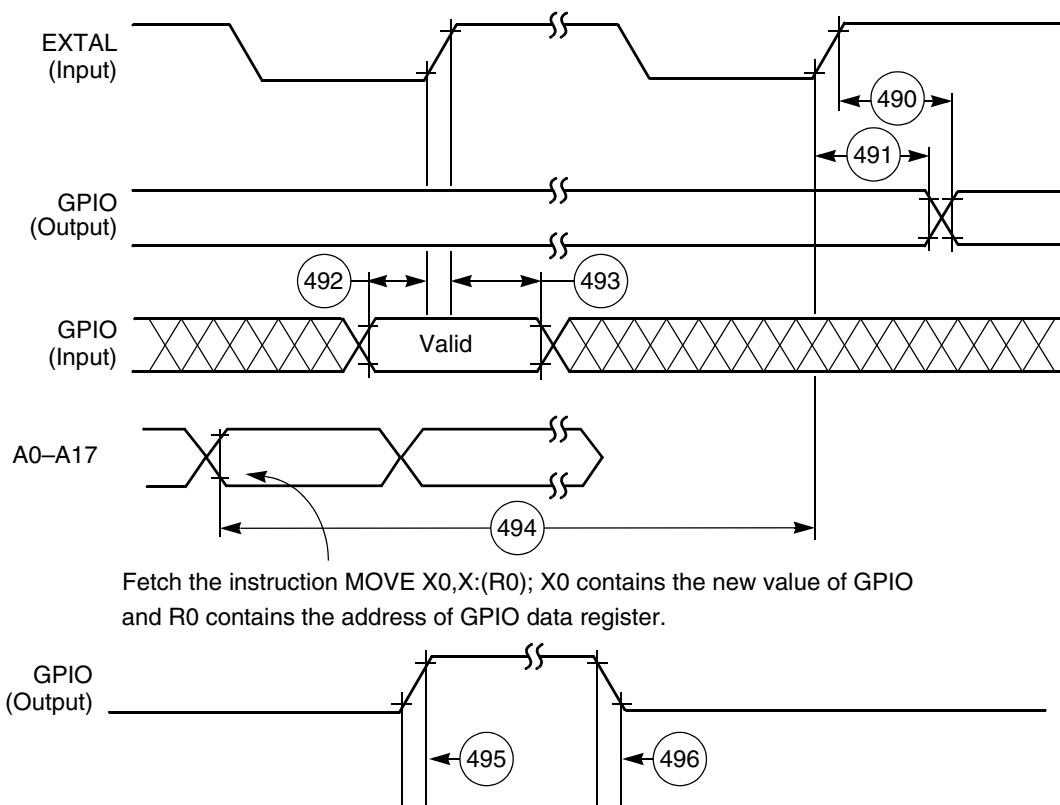 EXTAL
(Input)
490
491
GPIO
(Output)
492
493
GPIO
(Input)
Valid
A0–A17
494
Fetch the instruction MOVE X0,X:(R0); X0 contains the new value of GPIO
and R0 contains the address of GPIO data register.
GPIO
(Output)
495
496